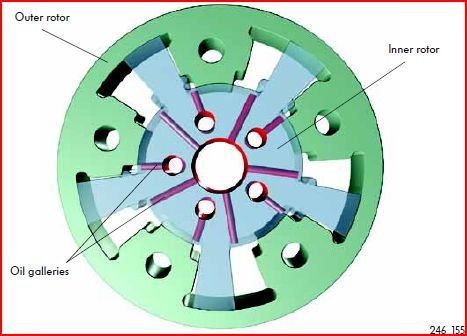 Outer rotor
Inner rotor
Oil galleries
246_155